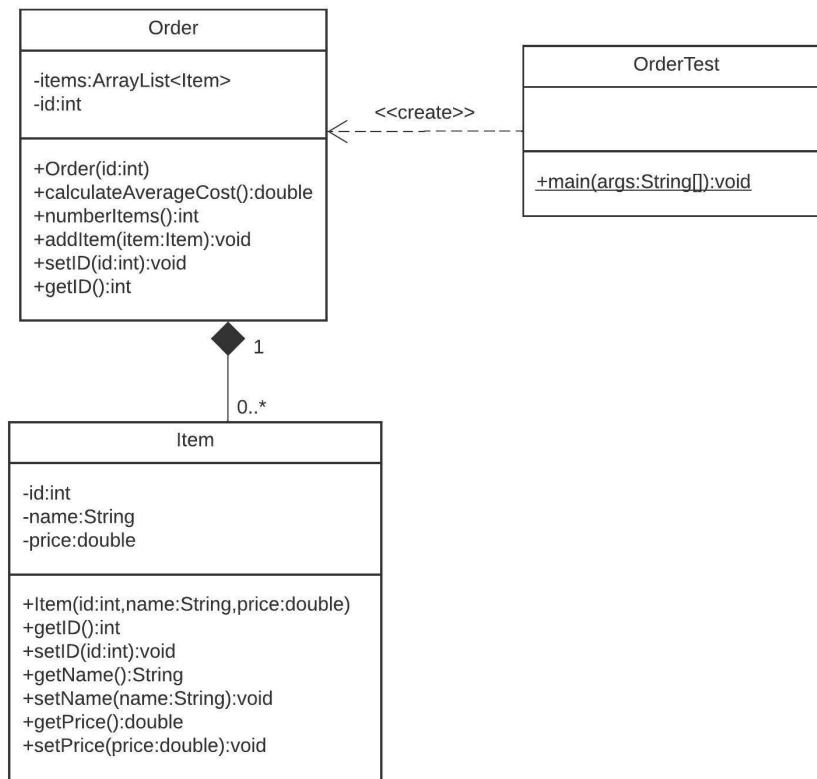 Order
-items:ArrayList<Item>
-id:int
+Order(id:int)
+calculateAverageCost():double
+numberItems():int
+addItem(item:Item):void
+setID(id:int):void
+getID():int
<<create>>
OrderTest
+main(args:String[]):void
1
0..*
Item
-id:int
-name:String
-price:double
+Item(id:int,name:String,price:double)
+getID():int
+setID(id:int):void
+getName():String
+setName(name:String):void
+getPrice():double
+setPrice(price:double):void